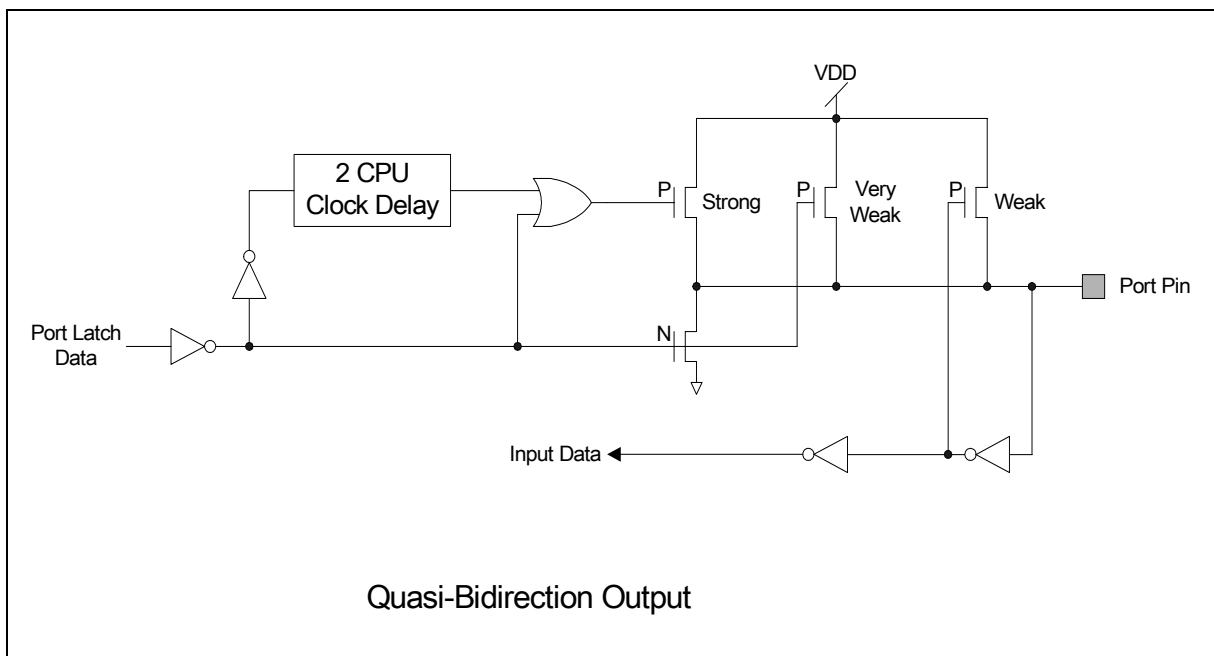 VDD
2 CPU
Clock Delay
P
Strong
P
Very
Weak
P
Weak
Port Pin
Port Latch
Data
N
Input Data
Quasi-Bidirection Output